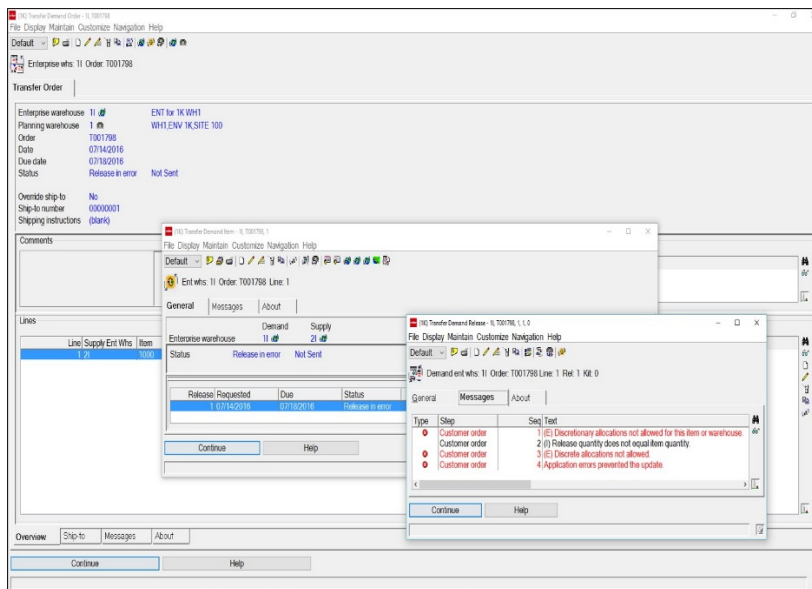 (1K) Transfer Demand Order - 1I, T001798
File Display Maintain Customize Navigation Help
Default
Enterprise whs: 1I Order: T001798
Transfer Order
Enterprise warehouse 1I ENT for 1K WH1
Planning warehouse 1 WH1,ENV 1K,SITE 100
Order T001798
Date 07/14/2016
Due date 07/18/2016
Status Release in error Not Sent
Override ship-to No
Ship-to number 00000001
Shipping instructions (blank)
Comments
Lines
Line Supply Ent Whs Item
1 2I 1000
Overview Ship-to Messages About
Continue Help
(1K) Transfer Demand Item - 1I, T001798, 1
File Display Maintain Customize Navigation Help
Default
Ent whs: 1I Order: T001798 Line: 1
General Messages About
Demand Supply
Enterprise warehouse 1I 2I
Status Release in error Not Sent
Release Requested Due Status
1 07/14/2016 07/18/2016 Release in error
Continue Help
(1K) Transfer Demand Release - 1I, T001798, 1, 1, 0
File Display Maintain Customize Navigation Help
Default
Demand ent whs: 1I Order: T001798 Line: 1 Rel: 1 Kit: 0
General Messages About
Type Step Seq Text
Customer order 1 (E) Discretionary allocations not allowed for this item or warehouse.
Customer order 2 (I) Release quantity does not equal item quantity.
Customer order 3 (E) Discrete allocations not allowed.
Customer order 4 Application errors prevented the update.
Continue Help